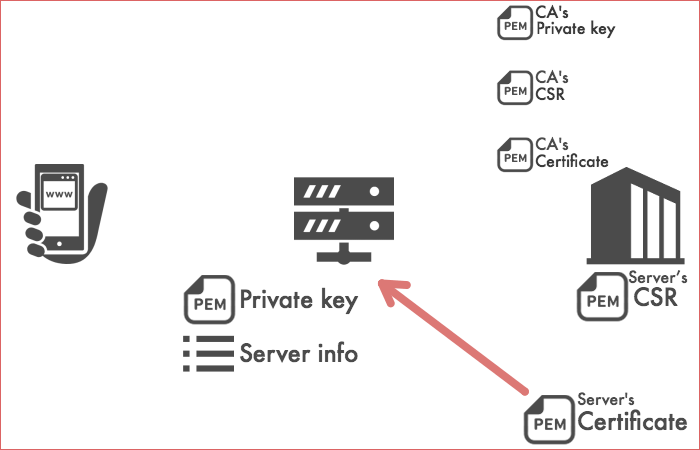 PEM
CA's
Private key
PEM
CA's
CSR
PEM
CA's
Certificate
www
PEM
Private key
Server info
PEM
Server’s
CSR
PEM
Server's
Certificate